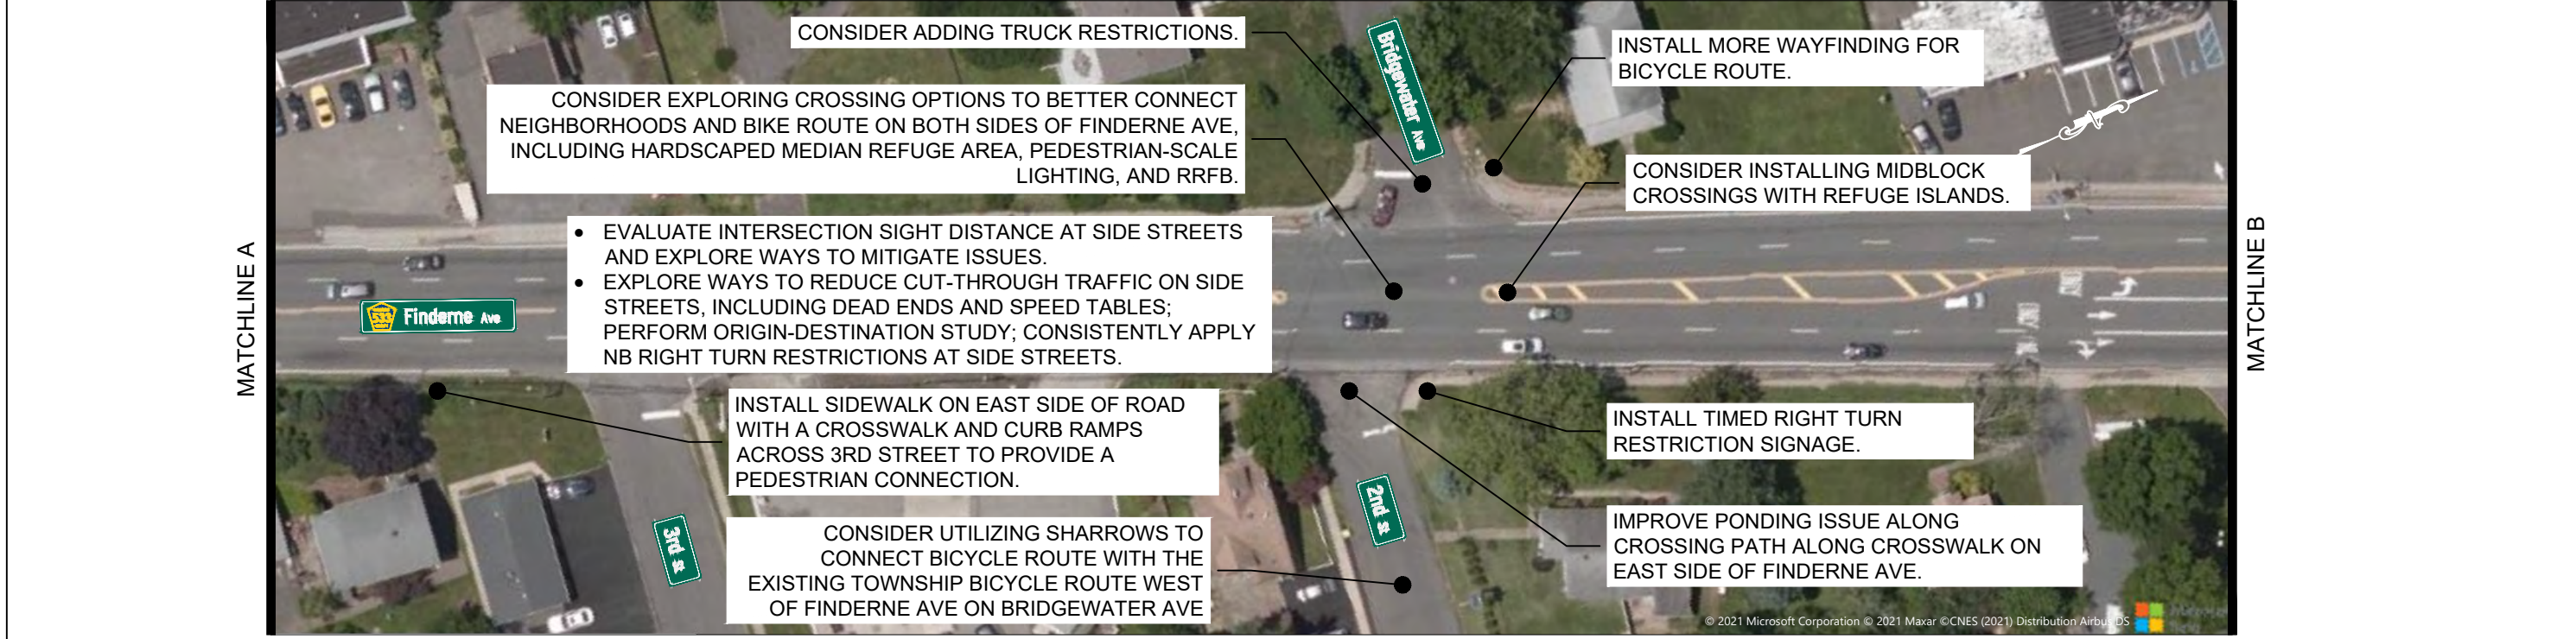 CONSIDER ADDING TRUCK RESTRICTIONS.
Bridgewater Ave
INSTALL MORE WAYFINDING FOR
BICYCLE ROUTE.
CONSIDER EXPLORING CROSSING OPTIONS TO BETTER CONNECT
NEIGHBORHOODS AND BIKE ROUTE ON BOTH SIDES OF FINDERNE AVE,
INCLUDING HARDSCAPED MEDIAN REFUGE AREA, PEDESTRIAN-SCALE
LIGHTING, AND RRFB.
CONSIDER INSTALLING MIDBLOCK
CROSSINGS WITH REFUGE ISLANDS.
MATCHLINE A
MATCHLINE B
• EVALUATE INTERSECTION SIGHT DISTANCE AT SIDE STREETS
AND EXPLORE WAYS TO MITIGATE ISSUES.
• EXPLORE WAYS TO REDUCE CUT-THROUGH TRAFFIC ON SIDE
STREETS, INCLUDING DEAD ENDS AND SPEED TABLES;
PERFORM ORIGIN-DESTINATION STUDY; CONSISTENTLY APPLY
NB RIGHT TURN RESTRICTIONS AT SIDE STREETS.
533 Finderne Ave
ONLY
ONLY
INSTALL SIDEWALK ON EAST SIDE OF ROAD
WITH A CROSSWALK AND CURB RAMPS
ACROSS 3RD STREET TO PROVIDE A
PEDESTRIAN CONNECTION.
INSTALL TIMED RIGHT TURN
RESTRICTION SIGNAGE.
3rd st
2nd st
CONSIDER UTILIZING SHARROWS TO
CONNECT BICYCLE ROUTE WITH THE
EXISTING TOWNSHIP BICYCLE ROUTE WEST
OF FINDERNE AVE ON BRIDGEWATER AVE
IMPROVE PONDING ISSUE ALONG
CROSSING PATH ALONG CROSSWALK ON
EAST SIDE OF FINDERNE AVE.
© 2021 Microsoft Corporation © 2021 Maxar ©CNES (2021) Distribution Airbus DS